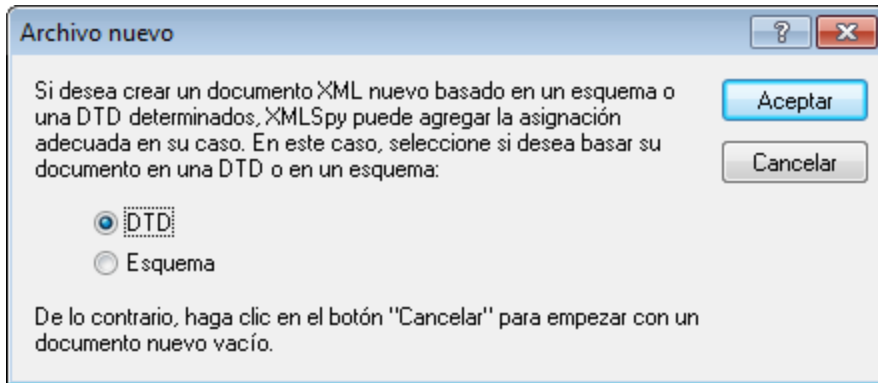 Archivo nuevo
Si desea crear un documento XML nuevo basado en un esquema o
una DTD determinados, XMLSpy puede agregar la asignación
adecuada en su caso. En este caso, seleccione si desea basar su
documento en una DTD o en un esquema:
Aceptar
Cancelar
DTD
Esquema
De lo contrario, haga clic en el botón "Cancelar" para empezar con un
documento nuevo vacío.